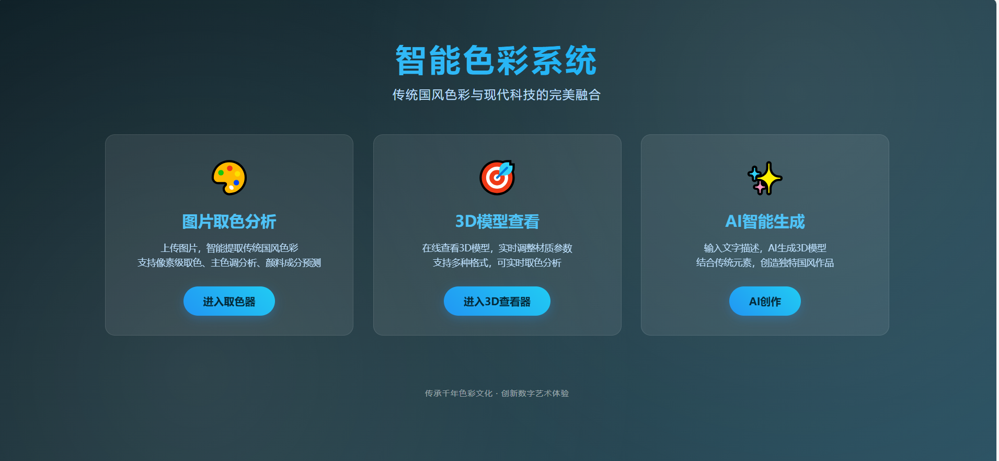 智能色彩系统
传统国风色彩与现代科技的完美融合
图片取色分析
上传图片，智能提取传统国风色彩
支持像素级取色、主色调分析、颜料成分预测
进入取色器
3D模型查看
在线查看3D模型，实时调整材质参数
支持多种格式，可实时取色分析
进入3D查看器
AI智能生成
输入文字描述，AI生成3D模型
结合传统元素，创造独特国风作品
AI创作
传承千年色彩文化 · 创新数字艺术体验